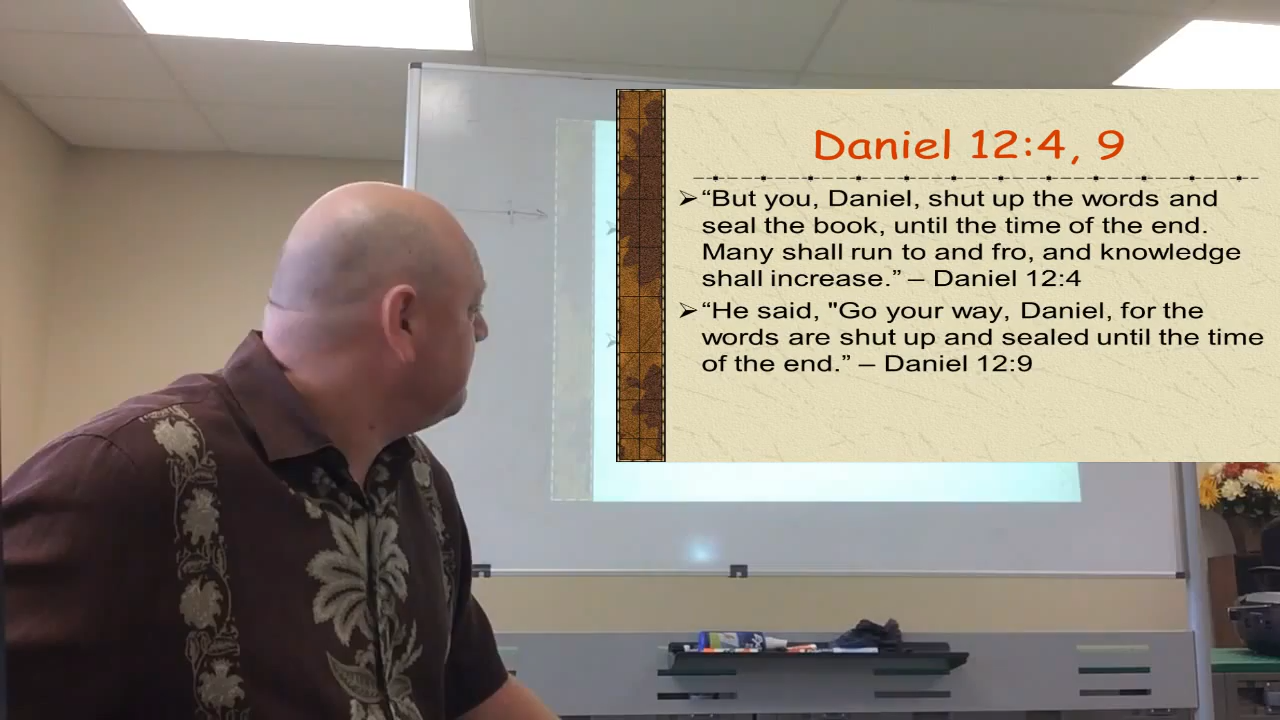 Daniel 12:4, 9
➢“But you, Daniel, shut up the words and
seal the book, until the time of the end.
Many shall run to and fro, and knowledge
shall increase.” – Daniel 12:4
➢“He said, "Go your way, Daniel, for the
words are shut up and sealed until the time
of the end.” – Daniel 12:9